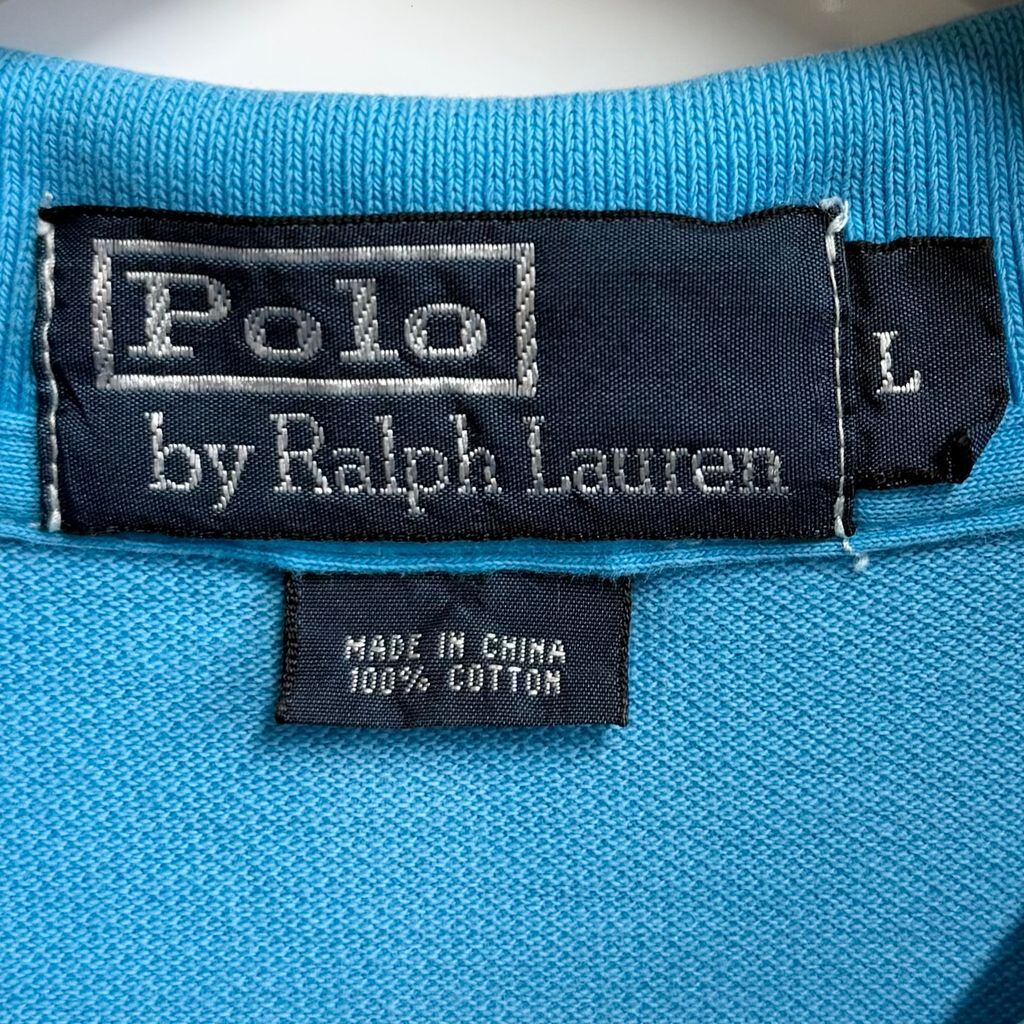 Polo
by Ralph Lauren
L
MADE IN CHINA
100% COTTON